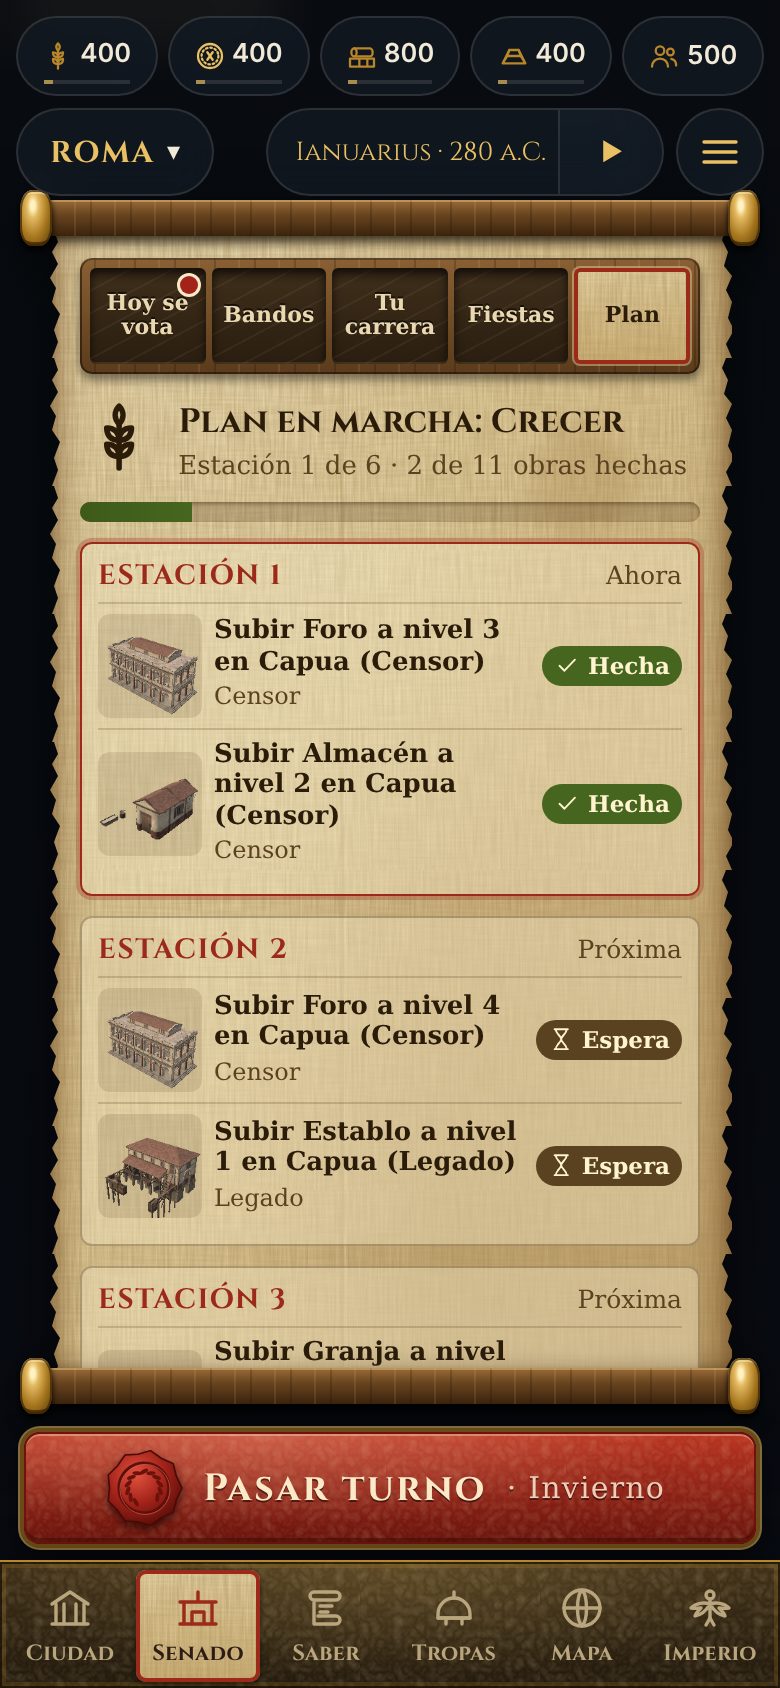 400
400
800
400
500
ROMA ▾
Ianuarius · 280 a.C.
Hoy se
vota
Bandos
Tu
carrera
Fiestas
Plan
Plan en marcha: Crecer
Estación 1 de 6 · 2 de 11 obras hechas
ESTACIÓN 1
Ahora
Subir Foro a nivel 3
en Capua (Censor)
Censor
Hecha
Subir Almacén a
nivel 2 en Capua
(Censor)
Censor
Hecha
ESTACIÓN 2
Próxima
Subir Foro a nivel 4
en Capua (Censor)
Censor
Espera
Subir Establo a nivel
1 en Capua (Legado)
Legado
Espera
ESTACIÓN 3
Próxima
Subir Granja a nivel
Pasar turno · Invierno
Ciudad
Senado
Saber
Tropas
Mapa
Imperio